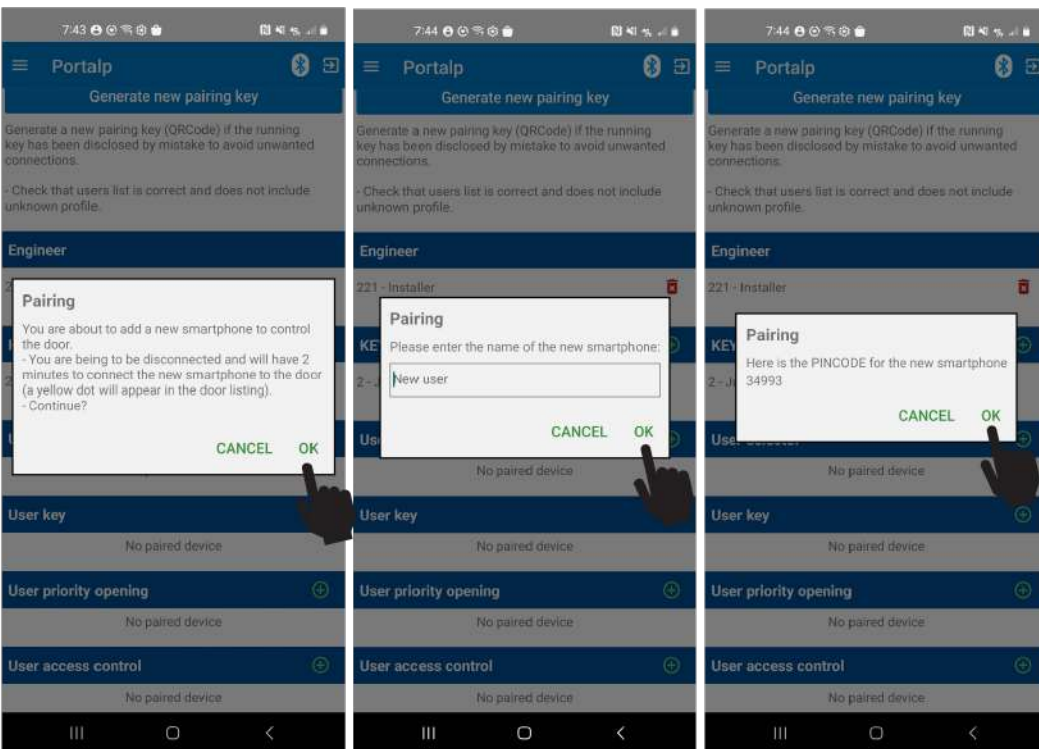 7:43
Portalp
Generate new pairing key
Generate a new pairing key (QRCode) if the running
key has been disclosed by mistake to avoid unwanted
connections.
- Check that users list is correct and does not include
unknown profile.
Engineer
Pairing
You are about to add a new smartphone to control
the door.
- You are being to be disconnected and will have 2
minutes to connect the new smartphone to the door
(a yellow dot will appear in the door listing).
- Continue?
CANCEL OK
User key
No paired device
User priority opening
No paired device
User access control
No paired device
7:44
Portalp
Generate new pairing key
Generate a new pairing key (QRCode) if the running
key has been disclosed by mistake to avoid unwanted
connections.
- Check that users list is correct and does not include
unknown profile.
Engineer
221 - Installer
Pairing
KEY
Please enter the name of the new smartphone:
New user
CANCEL OK
No paired device
User key
No paired device
User priority opening
No paired device
User access control
No paired device
7:44
Portalp
Generate new pairing key
Generate a new pairing key (QRCode) if the running
key has been disclosed by mistake to avoid unwanted
connections.
- Check that users list is correct and does not include
unknown profile.
Engineer
221 - Installer
Pairing
KEY
Here is the PINCODE for the new smartphone
34993
CANCEL OK
No paired device
User key
No paired device
User priority opening
No paired device
User access control
No paired device